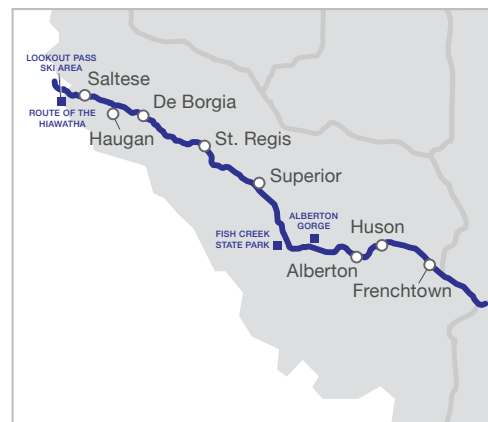 LOOKOUT PASS
SKI AREA
Saltese
ROUTE OF THE
HIAWATHA
De Borgia
Haugan
St. Regis
Superior
ALBERTON
GORGE
FISH CREEK
STATE PARK
Huson
Alberton
Frenchtown